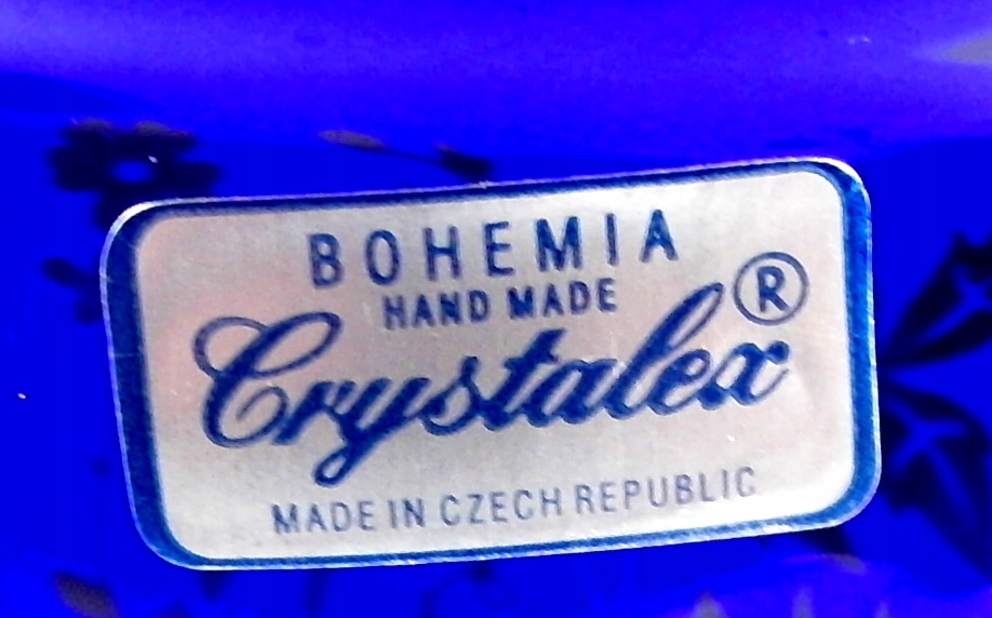 BOHEMIA
HAND MADE
Crystalex ®
MADE IN CZECH REPUBLIC